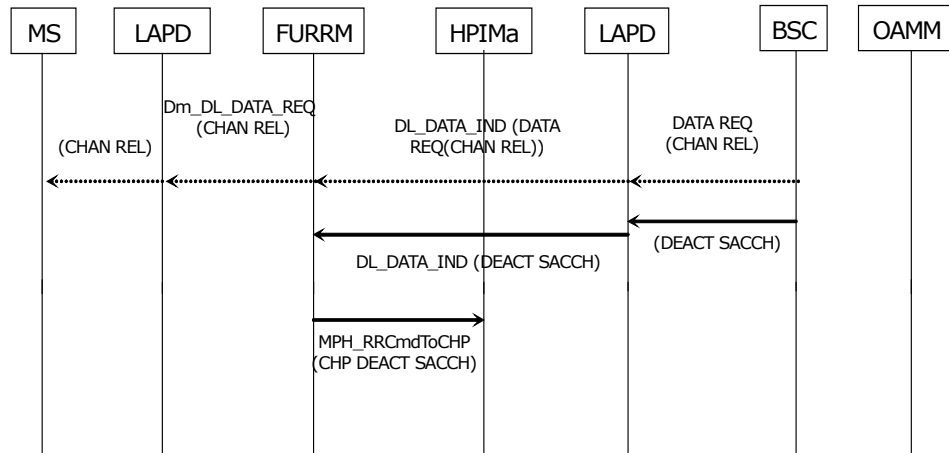 MS LAPD FURRM HPIMa LAPD BSC OAMM
Dm_DL_DATA_REQ
(CHAN REL)
(CHAN REL)
DL_DATA_IND (DATA
REQ(CHAN REL))
DATA REQ
(CHAN REL)
(DEACT SACCH)
DL_DATA_IND (DEACT SACCH)
MPH_RRCmdToCHP
(CHP DEACT SACCH)